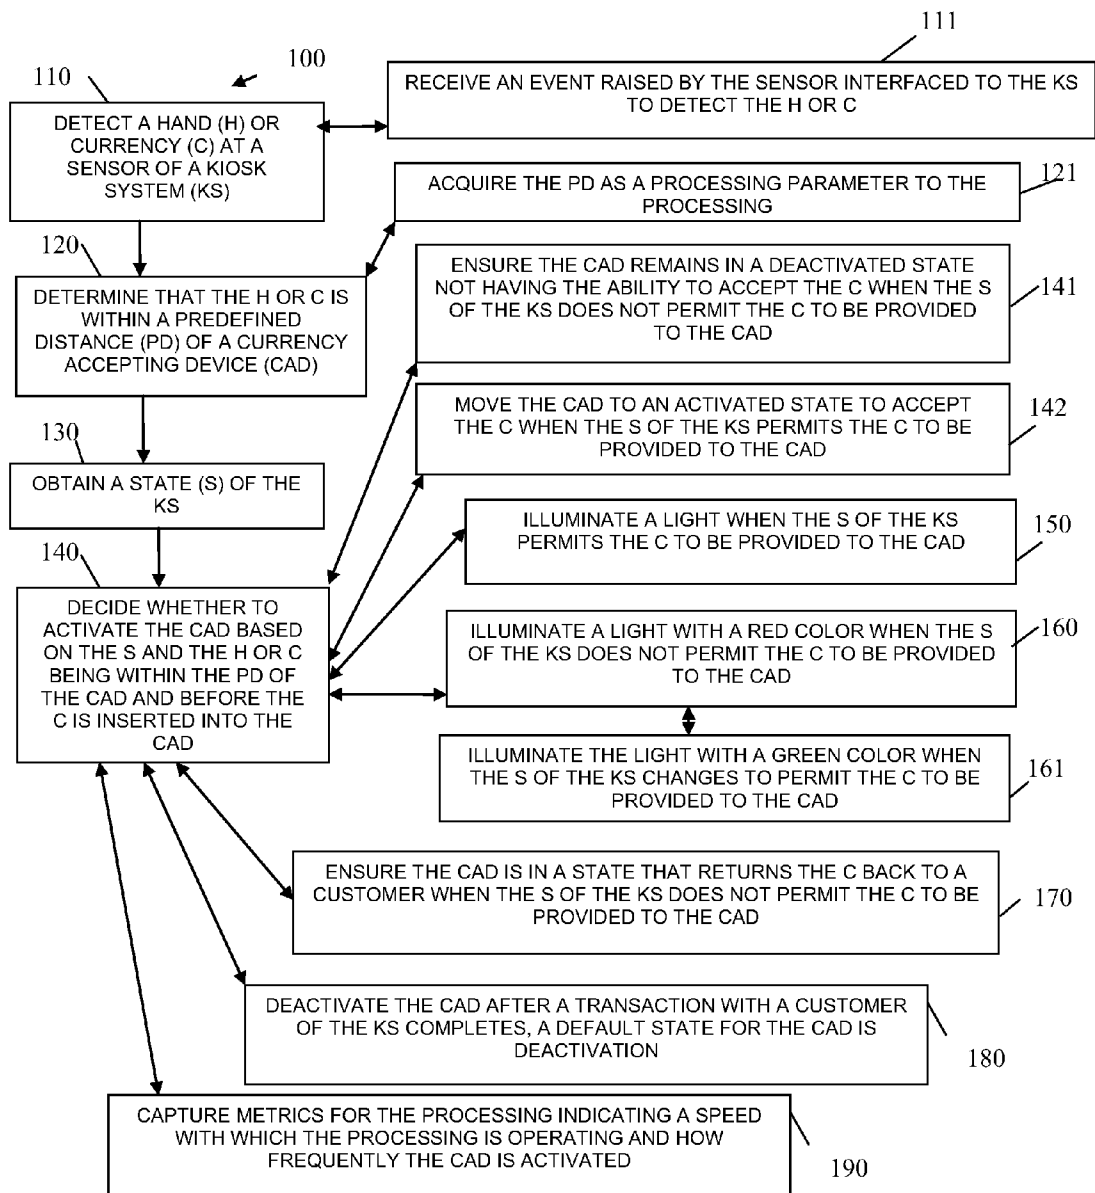 111
100
110
RECEIVE AN EVENT RAISED BY THE SENSOR INTERFACED TO THE KS
TO DETECT THE H OR C
DETECT A HAND (H) OR
CURRENCY (C) AT A
SENSOR OF A KIOSK
SYSTEM (KS)
121
ACQUIRE THE PD AS A PROCESSING PARAMETER TO THE
PROCESSING
120
DETERMINE THAT THE H OR C IS
WITHIN A PREDEFINED
DISTANCE (PD) OF A CURRENCY
ACCEPTING DEVICE (CAD)
ENSURE THE CAD REMAINS IN A DEACTIVATED STATE
NOT HAVING THE ABILITY TO ACCEPT THE C WHEN THE S
OF THE KS DOES NOT PERMIT THE C TO BE PROVIDED
TO THE CAD
141
MOVE THE CAD TO AN ACTIVATED STATE TO ACCEPT
THE C WHEN THE S OF THE KS PERMITS THE C TO BE
PROVIDED TO THE CAD
142
130
OBTAIN A STATE (S) OF THE
KS
ILLUMINATE A LIGHT WHEN THE S OF THE KS
PERMITS THE C TO BE PROVIDED TO THE CAD
150
140
DECIDE WHETHER TO
ACTIVATE THE CAD BASED
ON THE S AND THE H OR C
BEING WITHIN THE PD OF
THE CAD AND BEFORE THE
C IS INSERTED INTO THE
CAD
ILLUMINATE A LIGHT WITH A RED COLOR WHEN THE S
OF THE KS DOES NOT PERMIT THE C TO BE PROVIDED
TO THE CAD
160
ILLUMINATE THE LIGHT WITH A GREEN COLOR WHEN
THE S OF THE KS CHANGES TO PERMIT THE C TO BE
PROVIDED TO THE CAD
161
ENSURE THE CAD IS IN A STATE THAT RETURNS THE C BACK TO A
CUSTOMER WHEN THE S OF THE KS DOES NOT PERMIT THE C TO BE
PROVIDED TO THE CAD
170
DEACTIVATE THE CAD AFTER A TRANSACTION WITH A CUSTOMER
OF THE KS COMPLETES, A DEFAULT STATE FOR THE CAD IS
DEACTIVATION
180
CAPTURE METRICS FOR THE PROCESSING INDICATING A SPEED
WITH WHICH THE PROCESSING IS OPERATING AND HOW
FREQUENTLY THE CAD IS ACTIVATED
190